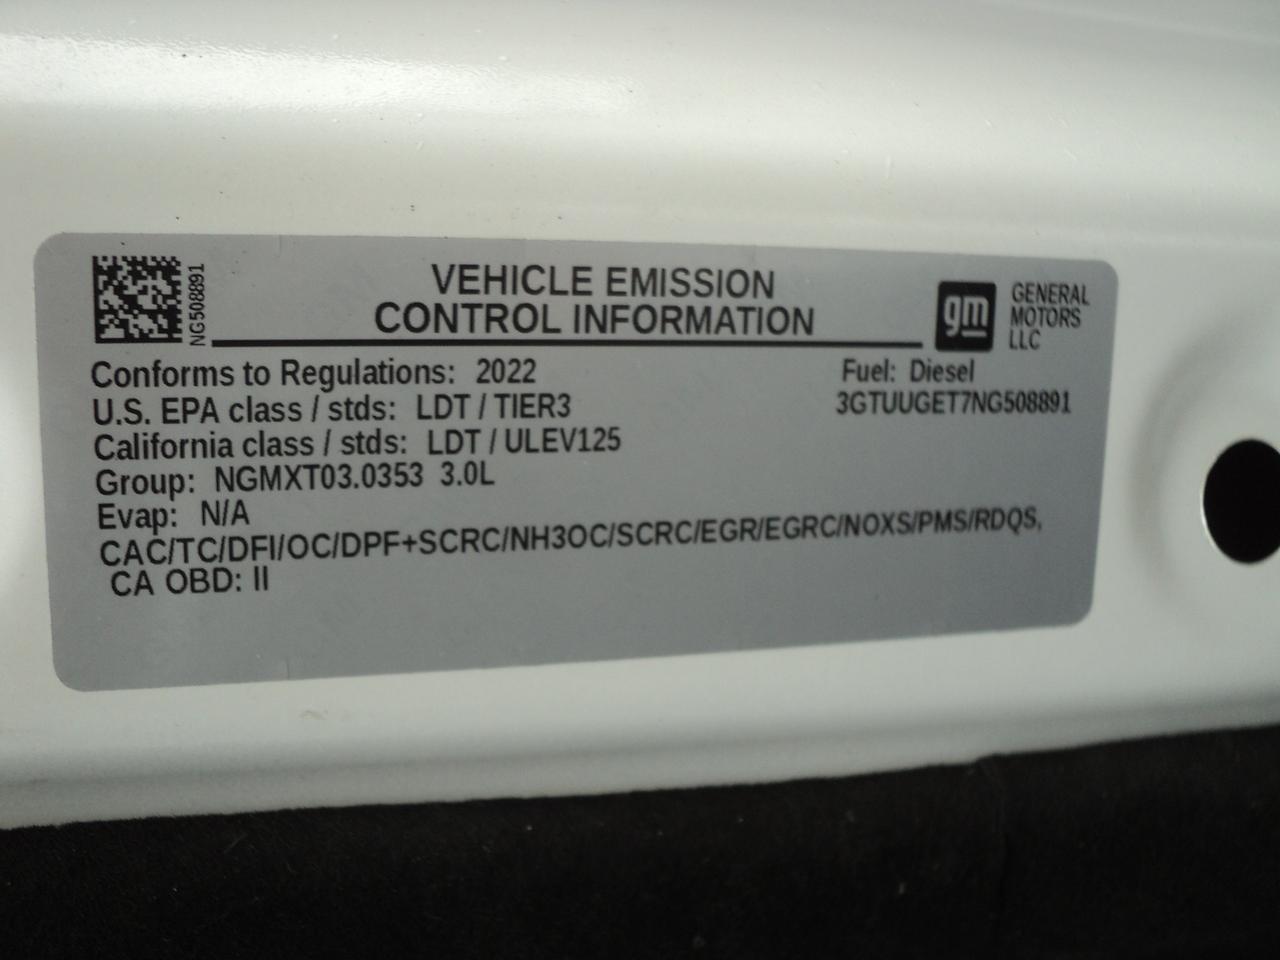 NG508891
VEHICLE EMISSION
CONTROL INFORMATION
gm
GENERAL
MOTORS
LLC
Conforms to Regulations: 2022
Fuel: Diesel
U.S. EPA class / stds: LDT / TIER3
3GTUUGET7NG508891
California class / stds: LDT / ULEV125
Group: NGMXT03.0353 3.0L
Evap: N/A
CAC/TC/DFI/OC/DPF+SCRC/NH3OC/SCRC/EGR/EGRC/NOXS/PMS/RDQS,
CA OBD: II